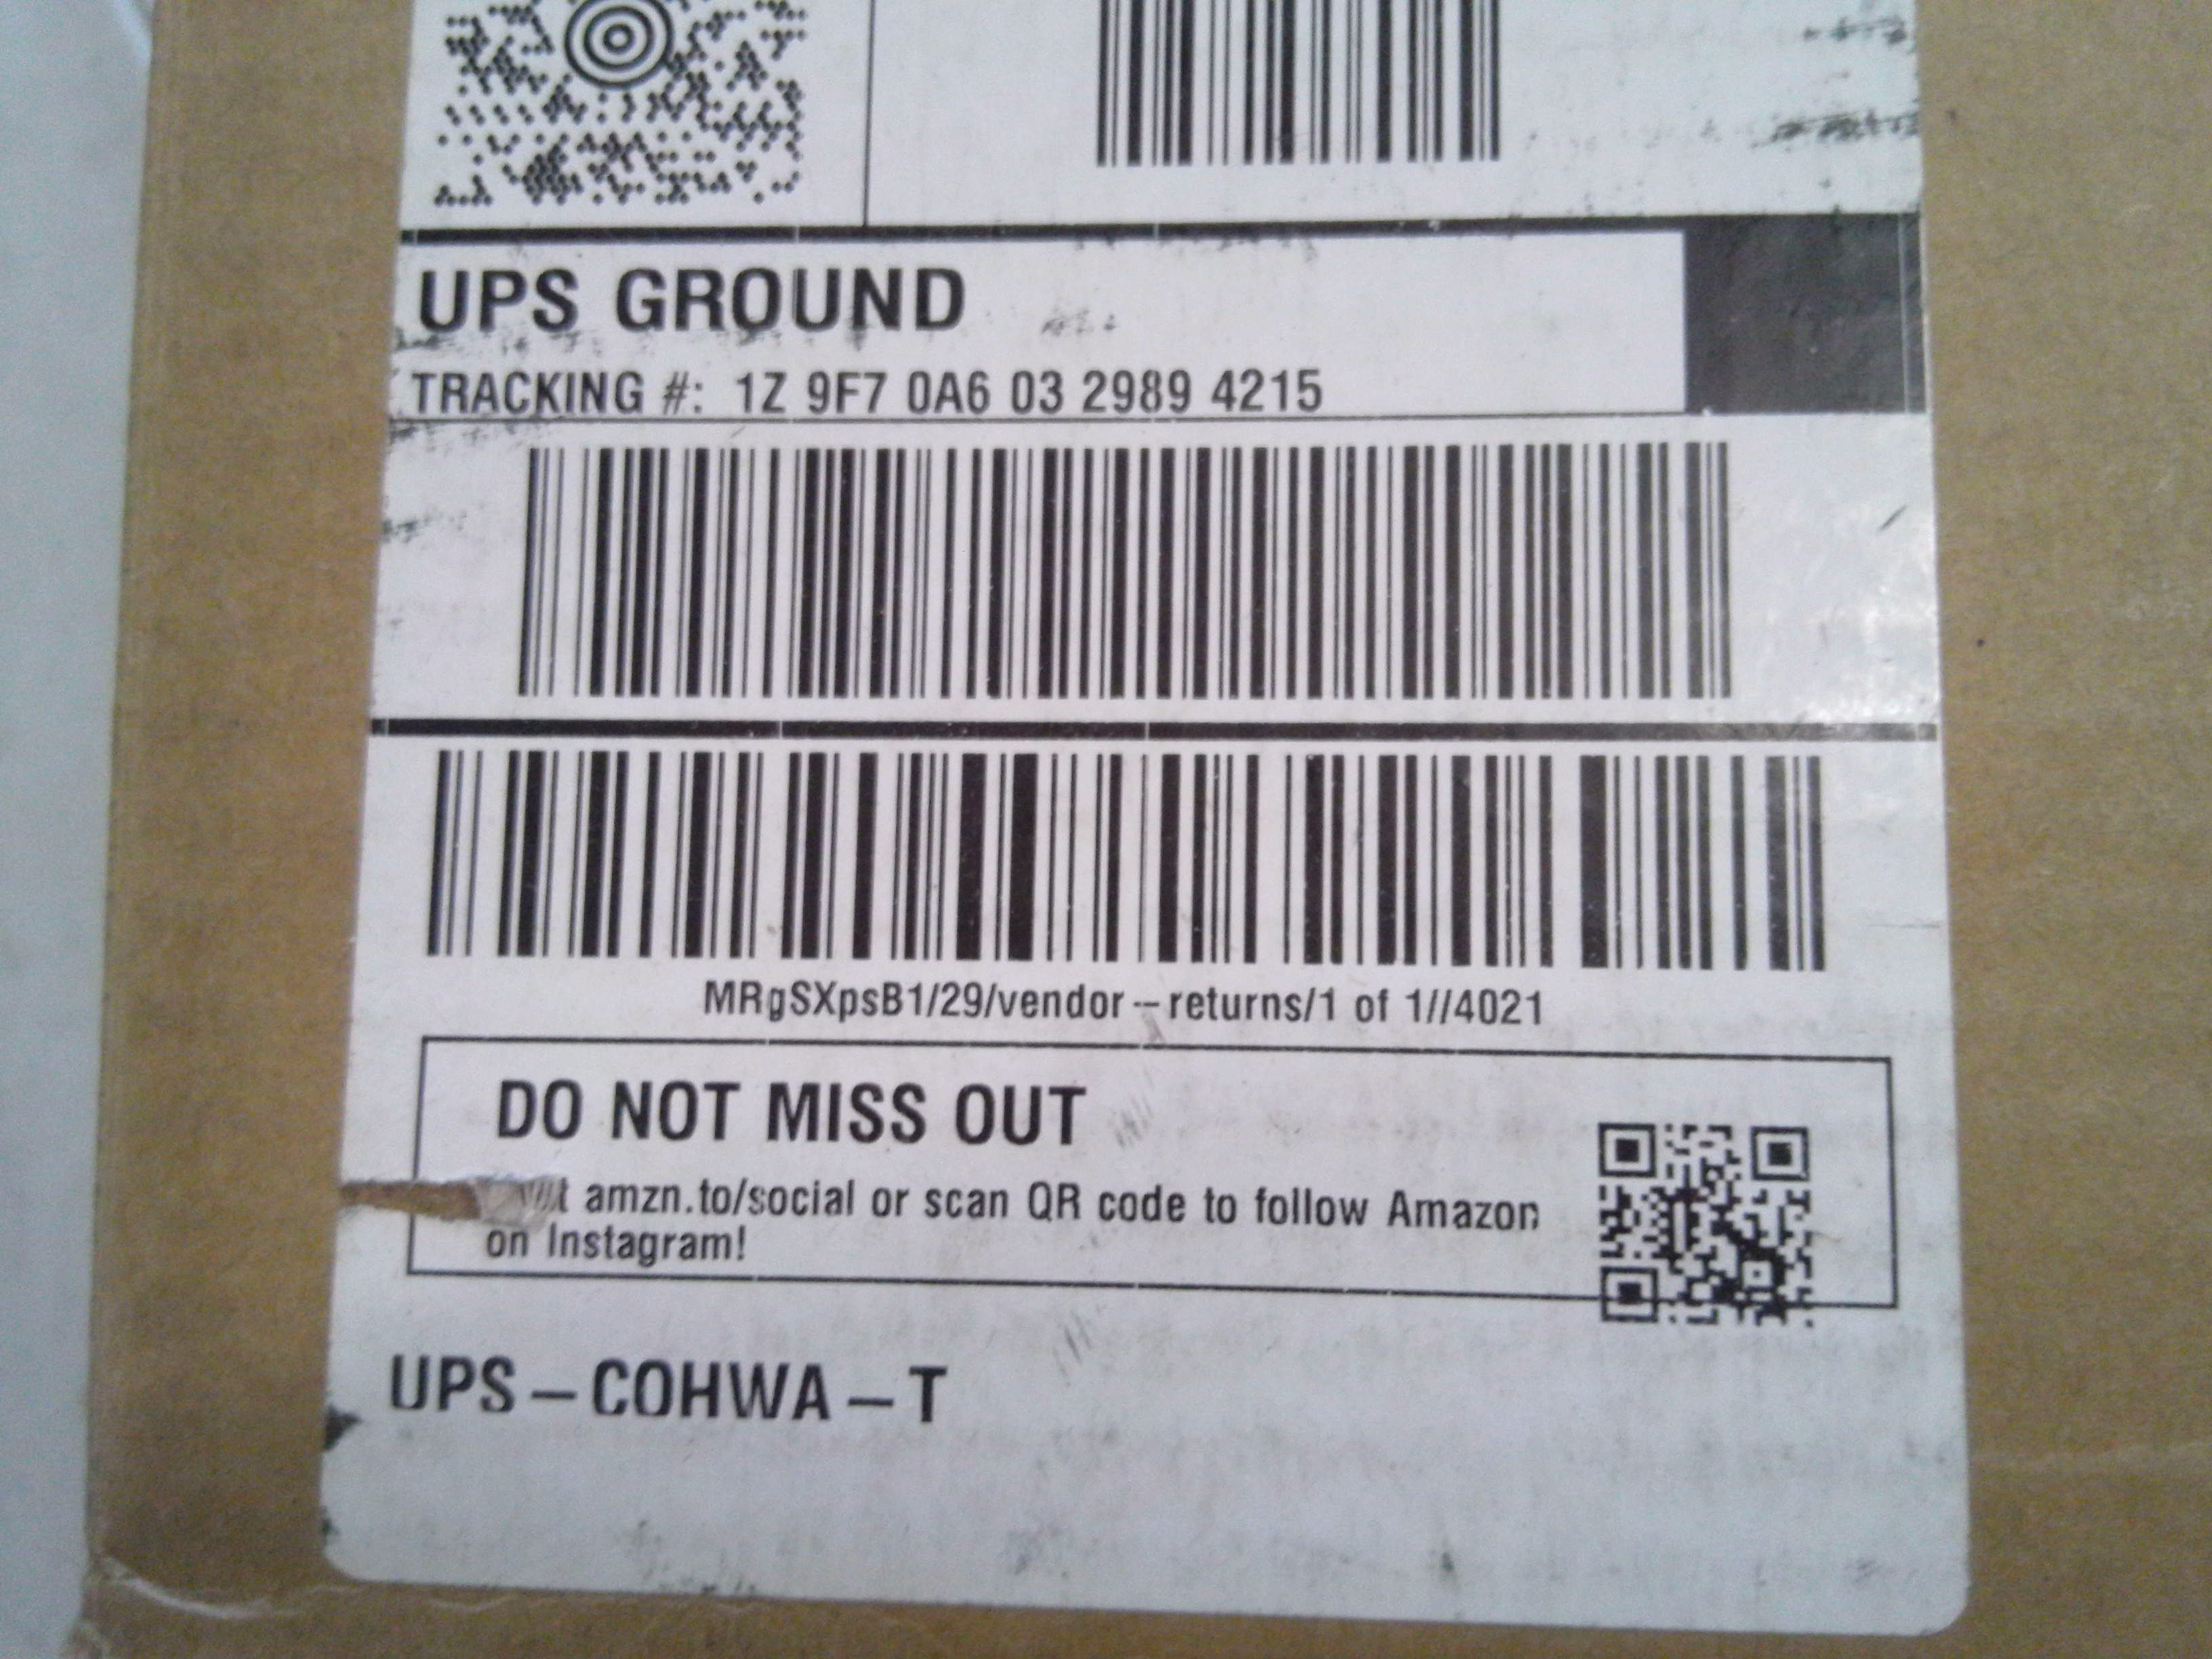 UPS GROUND
TRACKING #: 1Z 9F7 0A6 03 2989 4215
MRgSXpsB1/29/vendor--returns/1 of 1//4021
DO NOT MISS OUT
amzn.to/social or scan QR code to follow Amazon
on Instagram!
UPS-COHWA-T